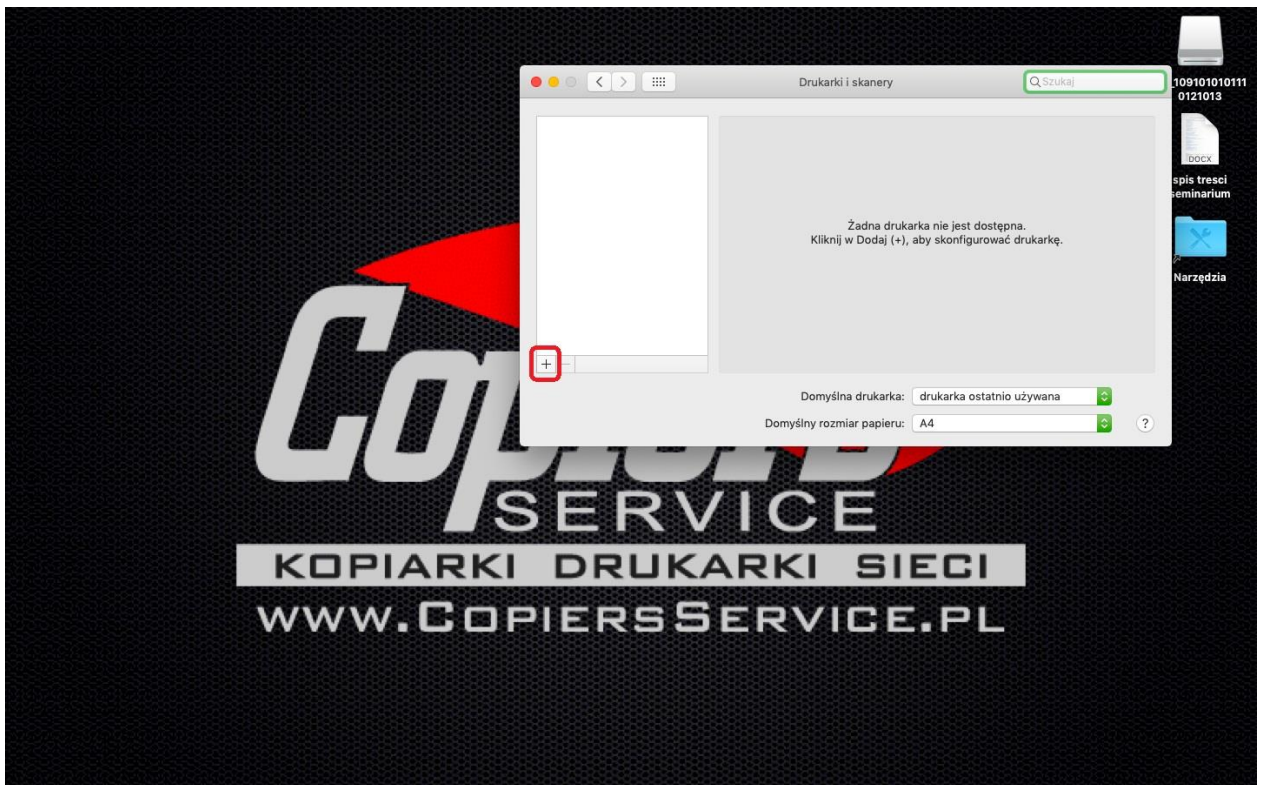 Drukarki i skanery
Szukaj
Żadna drukarka nie jest dostępna.
Kliknij w Dodaj (+), aby skonfigurować drukarkę.
Domyślna drukarka: drukarka ostatnio używana
Domyślny rozmiar papieru: A4 ?
_109101010111
0121013
DOCX
spis tresci
seminarium
Narzędzia
SERVICE
KOPIARKI DRUKARKI SIECI
www.CopiersService.pl